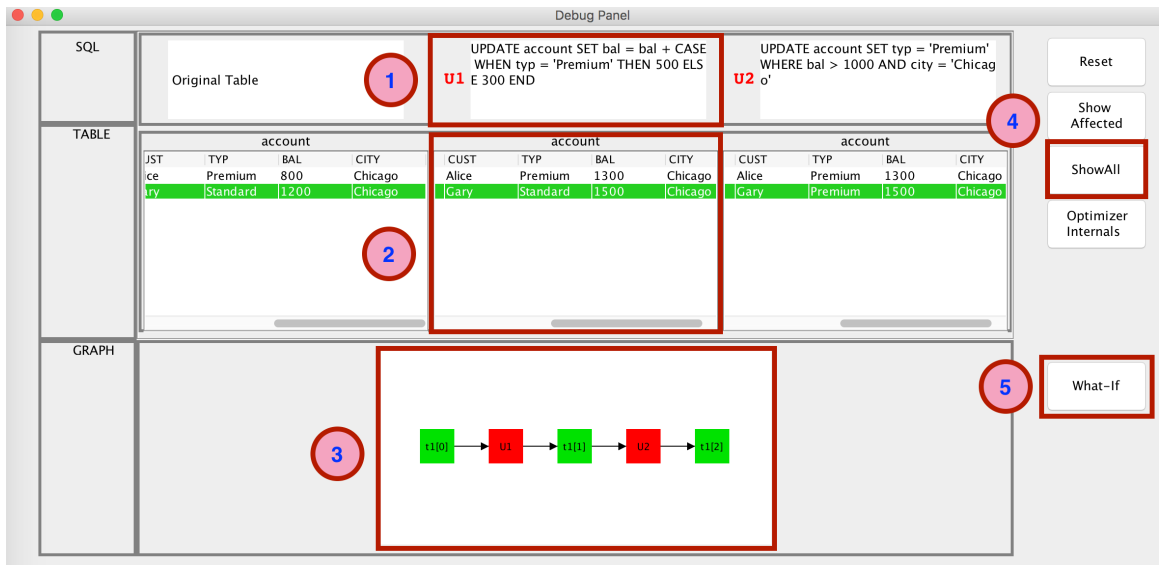 Debug Panel
SQL
Original Table
1
U1
UPDATE account SET bal = bal + CASE
WHEN typ = 'Premium' THEN 500 ELS
E 300 END
U2
UPDATE account SET typ = 'Premium'
WHERE bal > 1000 AND city = 'Chicag
o'
Reset
4
Show
Affected
ShowAll
Optimizer
Internals
TABLE
account
JST TYP BAL CITY
ice Premium 800 Chicago
ary Standard 1200 Chicago
account
CUST TYP BAL CITY
Alice Premium 1300 Chicago
Gary Standard 1500 Chicago
account
CUST TYP BAL CITY
Alice Premium 1300 Chicago
Gary Premium 1500 Chicago
2
GRAPH
3
t1[0] U1 t1[1] U2 t1[2]
5
What-If